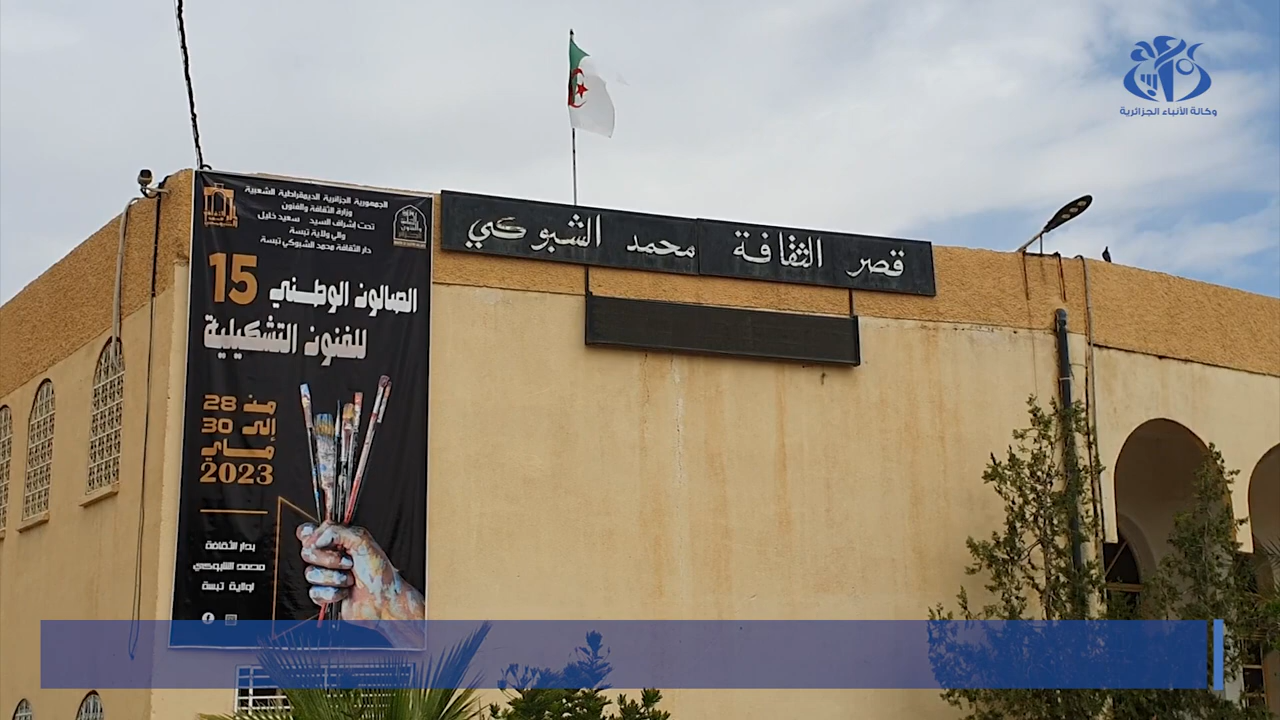 وكالة الأنباء الجزائرية
قصر الثقافة محمد الشبوكي
الجمهورية الجزائرية الديمقراطية الشعبية
وزارة الثقافة والفنون
تحت إشراف السيد سعيد خليل
والي ولاية تبسة
دار الثقافة محمد الشبوكي تبسة
الصالون الوطني 15
للفنون التشكيلية
من 28
إلى 30
ماي
2023
بدار الثقافة
محمد الشبوكي
لولاية تبسة